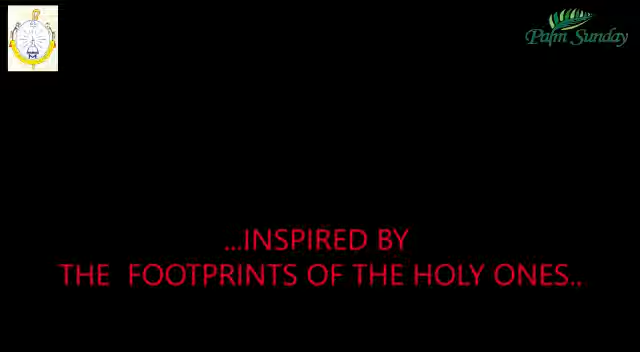 Palm Sunday
...INSPIRED BY
THE FOOTPRINTS OF THE HOLY ONES..